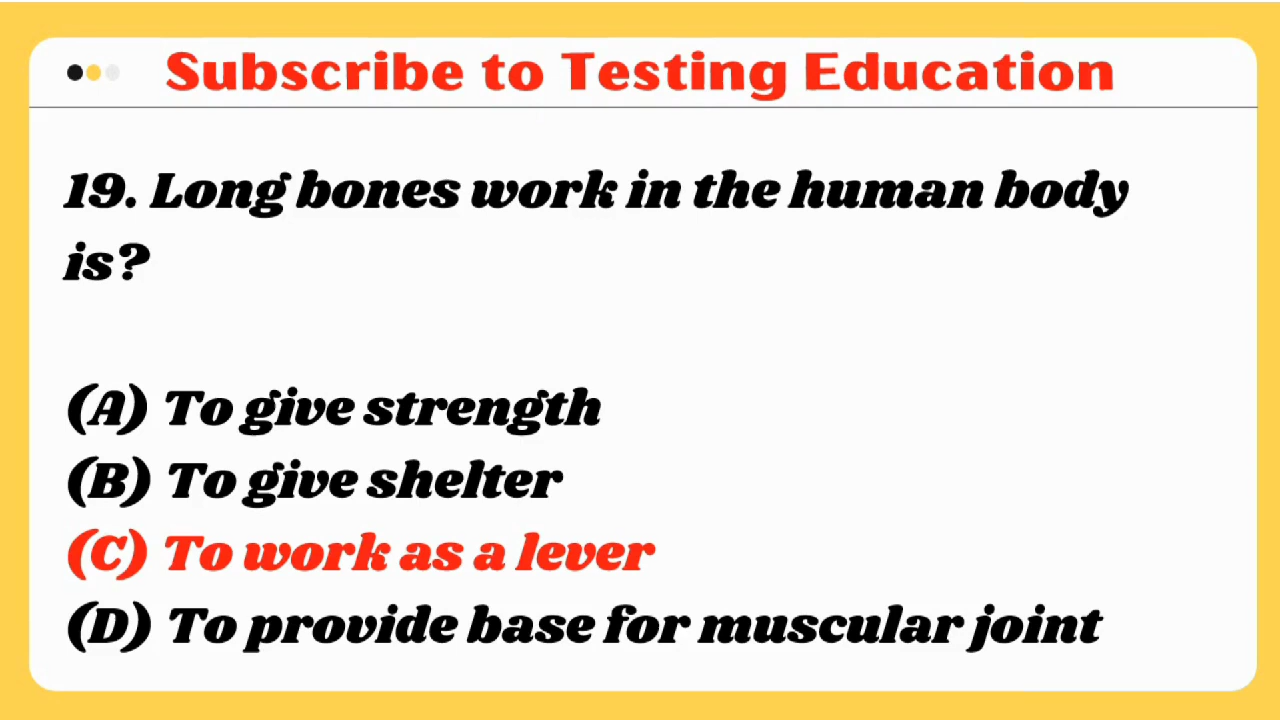 Subscribe to Testing Education
19. Long bones work in the human body
is?
(A) To give strength
(B) To give shelter
(C) To work as a lever
(D) To provide base for muscular joint